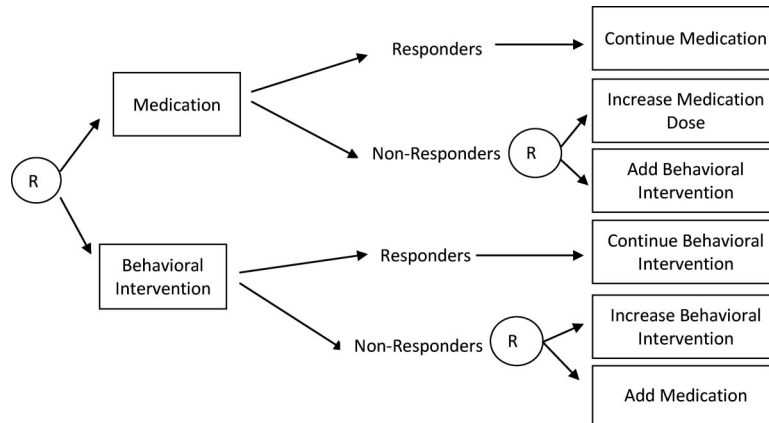 Responders
Continue Medication
Medication
Increase Medication
Dose
Non-Responders
R
R
Add Behavioral
Intervention
Behavioral
Intervention
Responders
Continue Behavioral
Intervention
Non-Responders
R
Increase Behavioral
Intervention
Add Medication